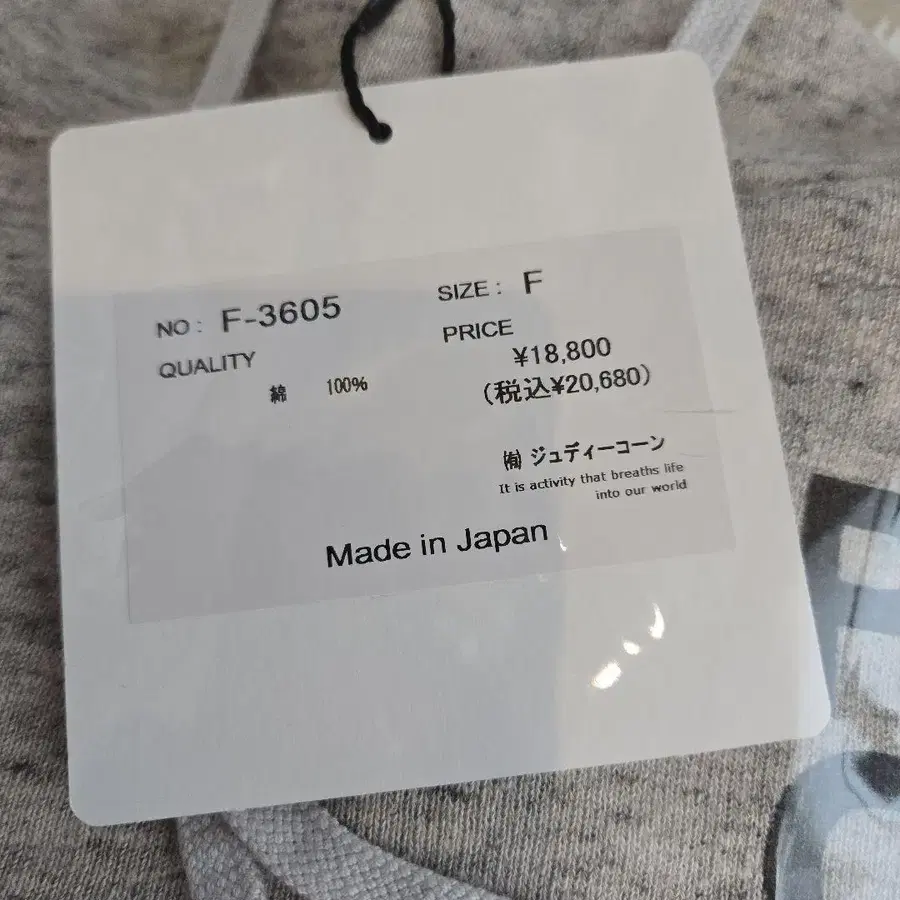 NO : F-3605
SIZE : F
QUALITY
PRICE
綿 100%
¥18,800
(税込¥20,680)
㈲ ジュディーコーン
It is activity that breaths life
into our world
Made in Japan